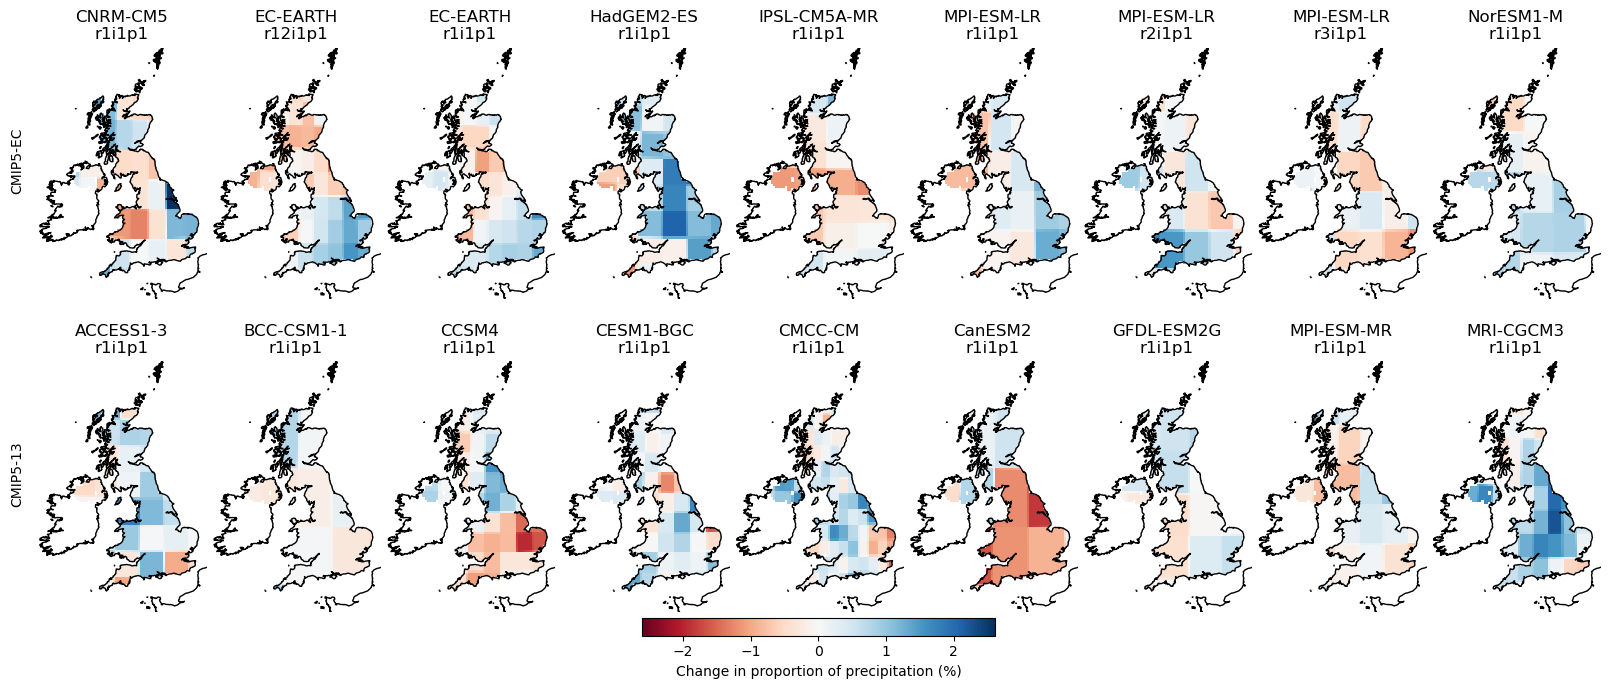 CNRM-CM5 EC-EARTH EC-EARTH HadGEM2-ES IPSL-CM5A-MR MPI-ESM-LR MPI-ESM-LR MPI-ESM-LR NorESM1-M
r1i1p1 r12i1p1 r1i1p1 r1i1p1 r1i1p1 r1i1p1 r2i1p1 r3i1p1 r1i1p1
CMIP5-EC
ACCESS1-3 BCC-CSM1-1 CCSM4 CESM1-BGC CMCC-CM CanESM2 GFDL-ESM2G MPI-ESM-MR MRI-CGCM3
r1i1p1 r1i1p1 r1i1p1 r1i1p1 r1i1p1 r1i1p1 r1i1p1 r1i1p1 r1i1p1
CMIP5-13
−2 −1 0 1 2
Change in proportion of precipitation (%)